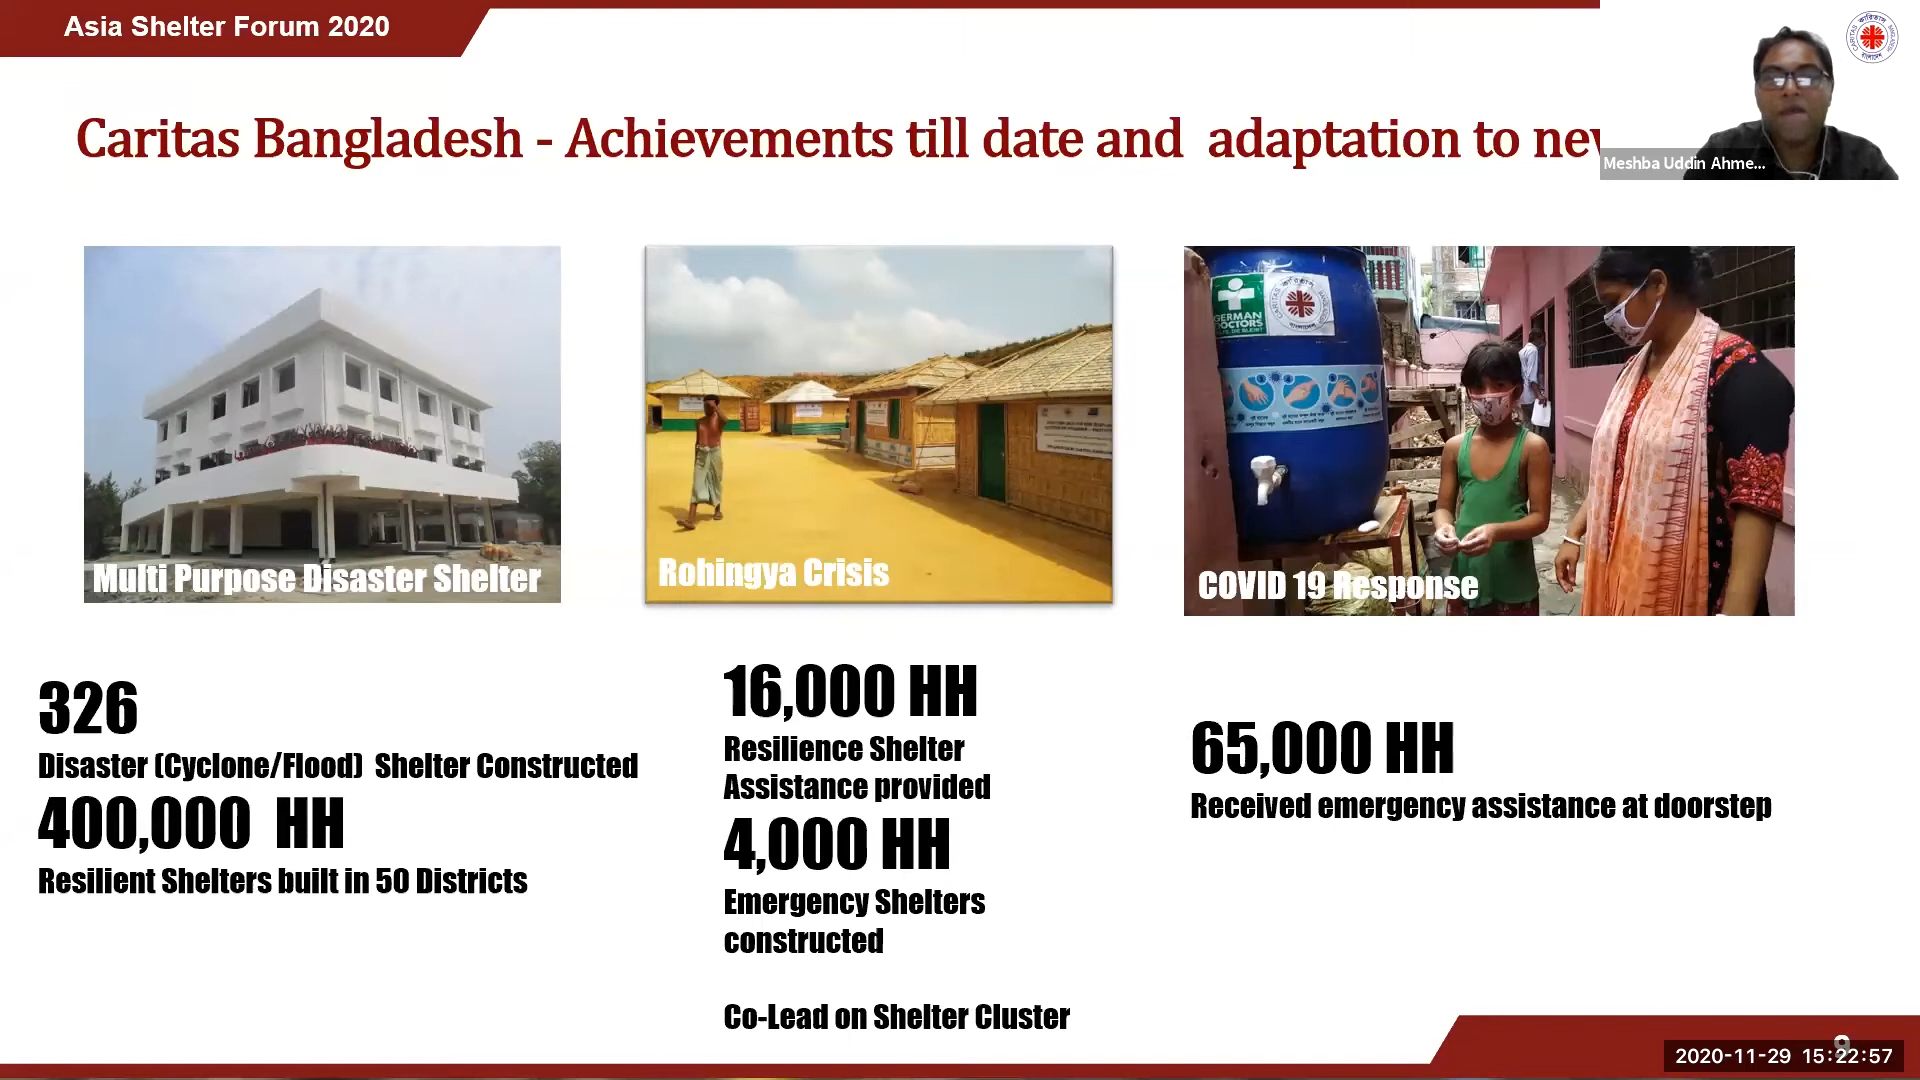 Asia Shelter Forum 2020
Caritas Bangladesh - Achievements till date and adaptation to
Meshba Uddin Ahme...
GERMAN
DOCTORS
Multi Purpose Disaster Shelter
Rohingya Crisis
COVID 19 Response
326
Disaster (Cyclone/Flood) Shelter Constructed
400,000 HH
Resilient Shelters built in 50 Districts
16,000 HH
Resilience Shelter
Assistance provided
4,000 HH
Emergency Shelters
constructed
Co-Lead on Shelter Cluster
65,000 HH
Received emergency assistance at doorstep
9
2020-11-29 15:22:57